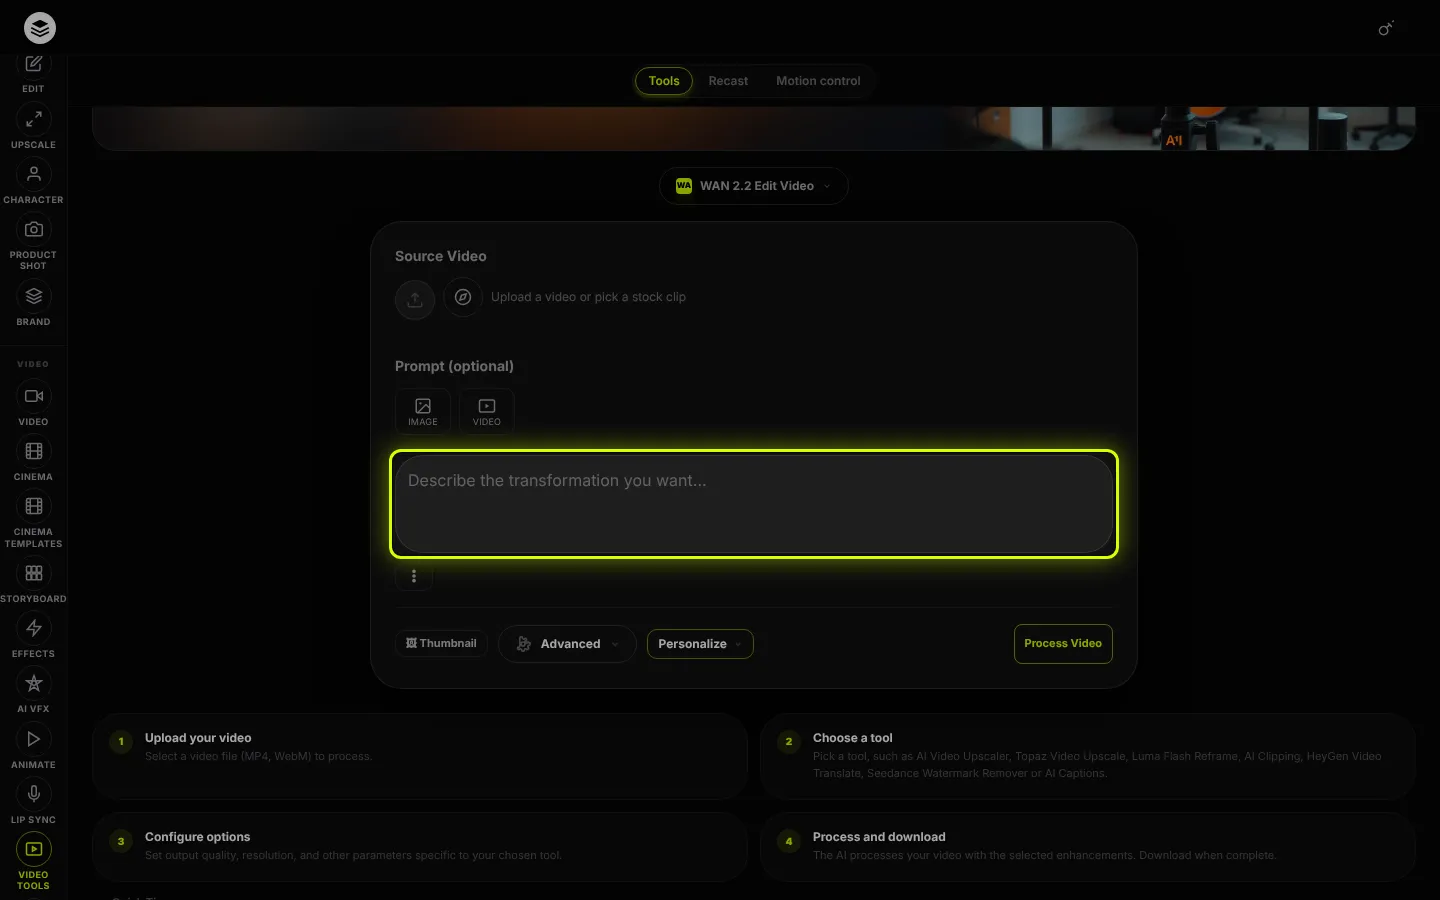 Tools
Recast
Motion control
EDIT
UPSCALE
CHARACTER
PRODUCT
SHOT
BRAND
VIDEO
VIDEO
CINEMA
CINEMA
TEMPLATES
STORYBOARD
EFFECTS
AI VFX
ANIMATE
LIP SYNC
VIDEO
TOOLS
WA
WAN 2.2 Edit Video
Source Video
Upload a video or pick a stock clip
Prompt (optional)
IMAGE
VIDEO
Describe the transformation you want...
Thumbnail
Advanced
Personalize
Process Video
1
Upload your video
Select a video file (MP4, WebM) to process.
2
Choose a tool
Pick a tool, such as AI Video Upscaler, Topaz Video Upscale, Luma Flash Reframe, AI Clipping, HeyGen Video
Translate, Seedance Watermark Remover or AI Captions.
3
Configure options
Set output quality, resolution, and other parameters specific to your chosen tool.
4
Process and download
The AI processes your video with the selected enhancements. Download when complete.